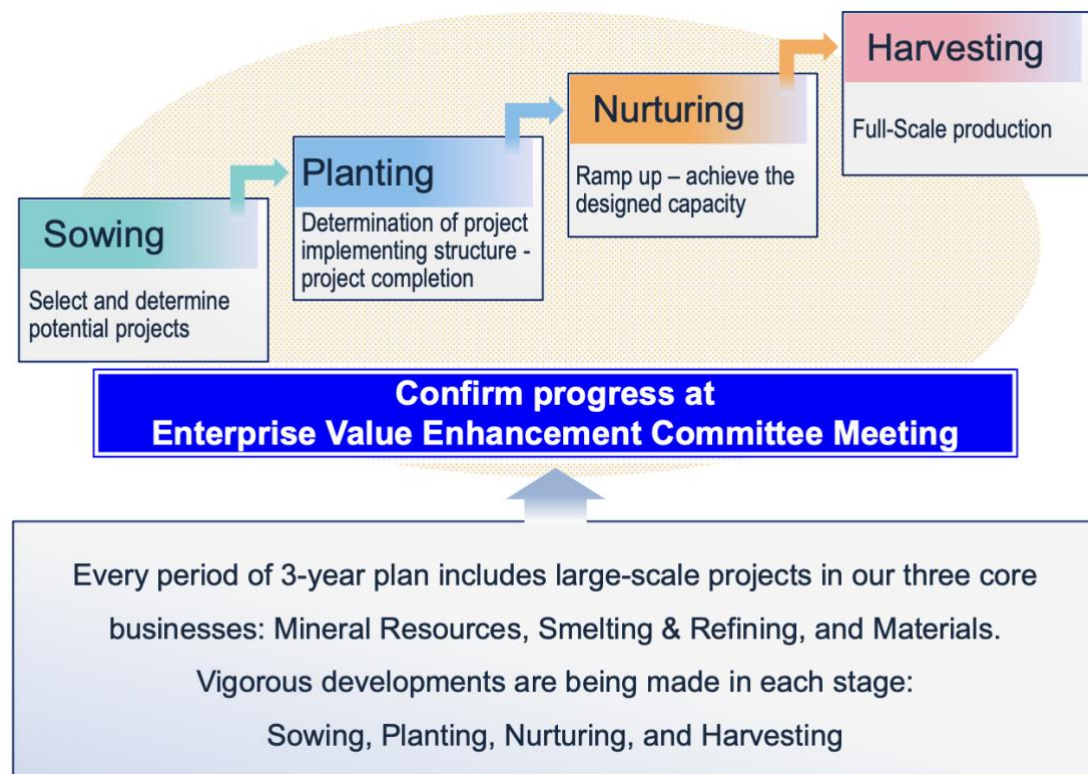 Sowing
Select and determine
potential projects
Planting
Determination of project
implementing structure -
project completion
Nurturing
Ramp up – achieve the
designed capacity
Harvesting
Full-Scale production
Confirm progress at
Enterprise Value Enhancement Committee Meeting
Every period of 3-year plan includes large-scale projects in our three core
businesses: Mineral Resources, Smelting & Refining, and Materials.
Vigorous developments are being made in each stage:
Sowing, Planting, Nurturing, and Harvesting